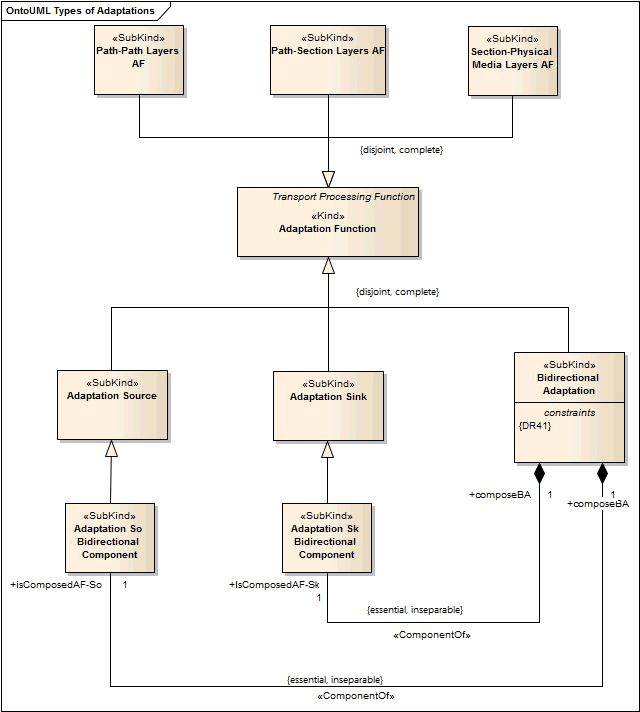 OntoUML Types of Adaptations
«SubKind»
Path-Path Layers
AF
«SubKind»
Path-Section Layers AF
«SubKind»
Section-Physical
Media Layers AF
{disjoint, complete}
Transport Processing Function
«Kind»
Adaptation Function
{disjoint, complete}
«SubKind»
Adaptation Source
«SubKind»
Adaptation Sink
«SubKind»
Bidirectional
Adaptation
constraints
{DR41}
+composeBA
1
1
+composeBA
«SubKind»
Adaptation So
Bidirectional
Component
«SubKind»
Adaptation Sk
Bidirectional
Component
+isComposedAF-So
1
+IsComposedAF-Sk
1
{essential, inseparable}
«ComponentOf»
{essential, inseparable}
«ComponentOf»